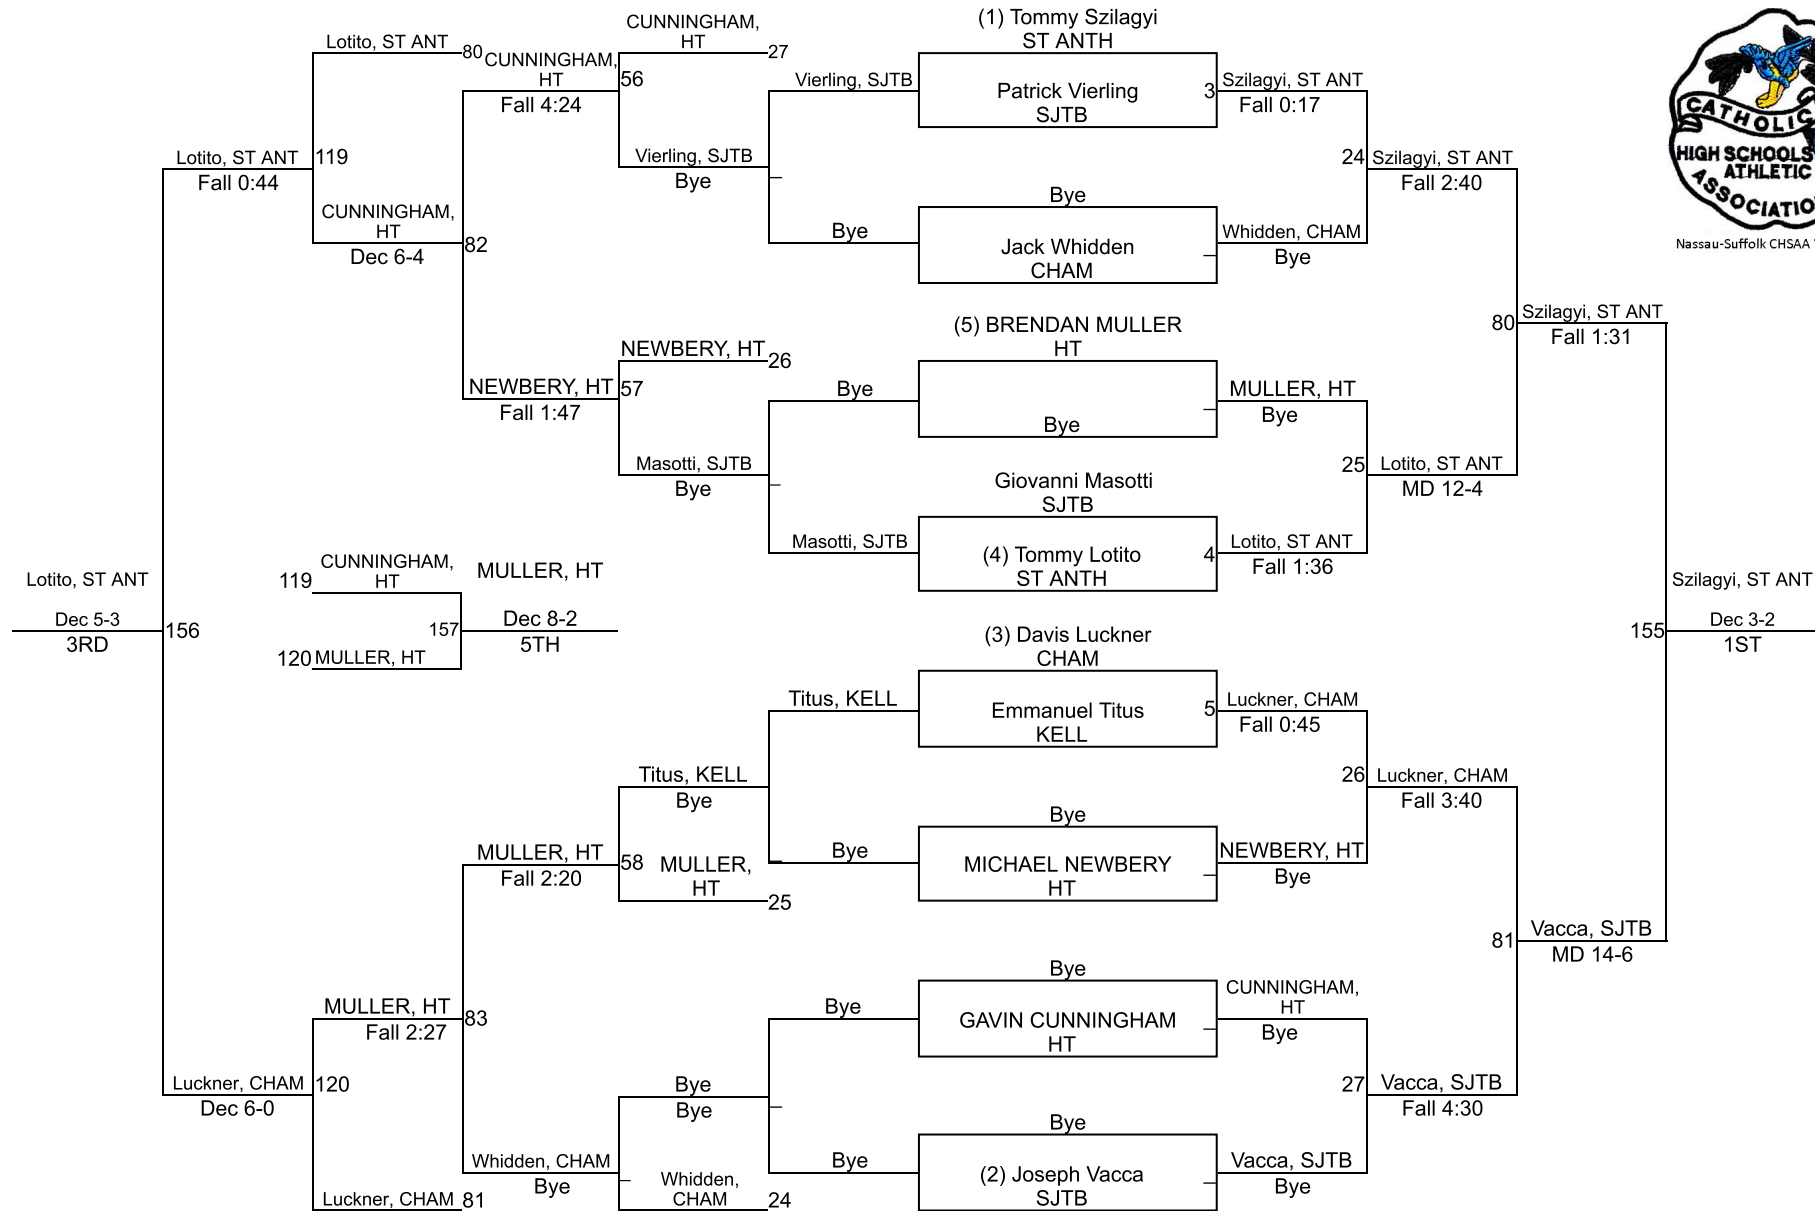 CUNNINGHAM,
HT
27
(1) Tommy Szilagyi
ST ANTH
Lotito, ST ANT
80
CUNNINGHAM,
HT
Fall 4:24
56
Vierling, SJTB
Patrick Vierling
SJTB
3
Szilagyi, ST ANT
Fall 0:17
CATHOLIC
HIGH SCHOOLS
ATHLETIC
Nassau-Suffolk CHSAA
Lotito, ST ANT
Fall 0:44
119
Vierling, SJTB
Bye
24
Szilagyi, ST ANT
Fall 2:40
CUNNINGHAM,
HT
Dec 6-4
82
Bye
Bye
Jack Whidden
CHAM
Whidden, CHAM
Bye
(5) BRENDAN MULLER
HT
80
Szilagyi, ST ANT
Fall 1:31
NEWBERY, HT
26
NEWBERY, HT
Fall 1:47
57
Bye
Bye
MULLER, HT
Bye
Masotti, SJTB
Bye
Giovanni Masotti
SJTB
25
Lotito, ST ANT
MD 12-4
Masotti, SJTB
(4) Tommy Lotito
ST ANTH
4
Lotito, ST ANT
Fall 1:36
Lotito, ST ANT
Dec 5-3
3RD
156
119
CUNNINGHAM,
HT
120
MULLER, HT
157
MULLER, HT
Dec 8-2
5TH
155
Szilagyi, ST ANT
Dec 3-2
1ST
(3) Davis Luckner
CHAM
Titus, KELL
Emmanuel Titus
KELL
5
Luckner, CHAM
Fall 0:45
Titus, KELL
Bye
26
Luckner, CHAM
Fall 3:40
Bye
MULLER, HT
Fall 2:20
58
MULLER,
HT
25
Bye
MICHAEL NEWBERY
HT
NEWBERY, HT
Bye
81
Vacca, SJTB
MD 14-6
Bye
MULLER, HT
Fall 2:27
83
Bye
GAVIN CUNNINGHAM
HT
CUNNINGHAM,
HT
Bye
Luckner, CHAM
Dec 6-0
120
Bye
Bye
27
Vacca, SJTB
Fall 4:30
Bye
Whidden, CHAM
Bye
Bye
(2) Joseph Vacca
SJTB
Vacca, SJTB
Bye
Luckner, CHAM
81
Whidden,
CHAM
24